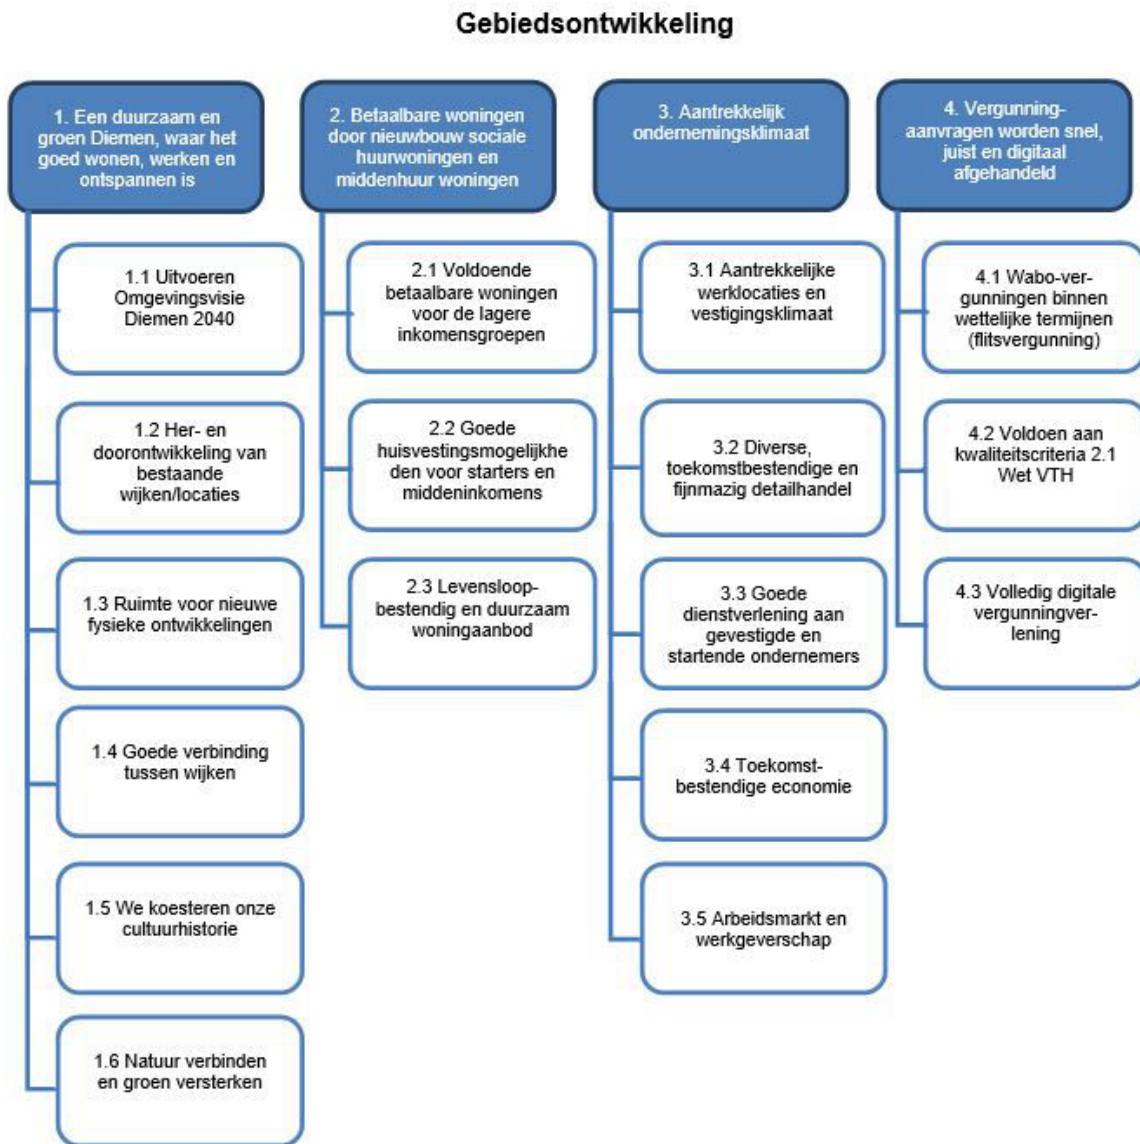 Gebiedsontwikkeling
1. Een duurzaam en
groen Diemen, waar het
goed wonen, werken en
ontspannen is
1.1 Uitvoeren
Omgevingsvisie
Diemen 2040
1.2 Her- en
doorontwikkeling van
bestaande
wijken/locaties
1.3 Ruimte voor nieuwe
fysieke ontwikkelingen
1.4 Goede verbinding
tussen wijken
1.5 We koesteren onze
cultuurhistorie
1.6 Natuur verbinden
en groen versterken
2. Betaalbare woningen
door nieuwbouw sociale
huurwoningen en
middenhuur woningen
2.1 Voldoende
betaalbare woningen
voor de lagere
inkomensgroepen
2.2 Goede
huisvestingsmogelijkhe
den voor starters en
middeninkomens
2.3 Levensloop-
bestendig en duurzaam
woningaanbod
3. Aantrekkelijk
ondernemingsklimaat
3.1 Aantrekkelijke
werklocaties en
vestigingsklimaat
3.2 Diverse,
toekomstbestendige en
fijnmazig detailhandel
3.3 Goede
dienstverlening aan
gevestigde en
startende ondernemers
3.4 Toekomst-
bestendige economie
3.5 Arbeidsmarkt en
werkgeverschap
4. Vergunning-
aanvragen worden snel,
juist en digitaal
afgehandeld
4.1 Wabo-ver-
gunningen binnen
wettelijke termijnen
(flitsvergunning)
4.2 Voldoen aan
kwaliteitscriteria 2.1
Wet VTH
4.3 Volledig digitale
vergunningver-
lening